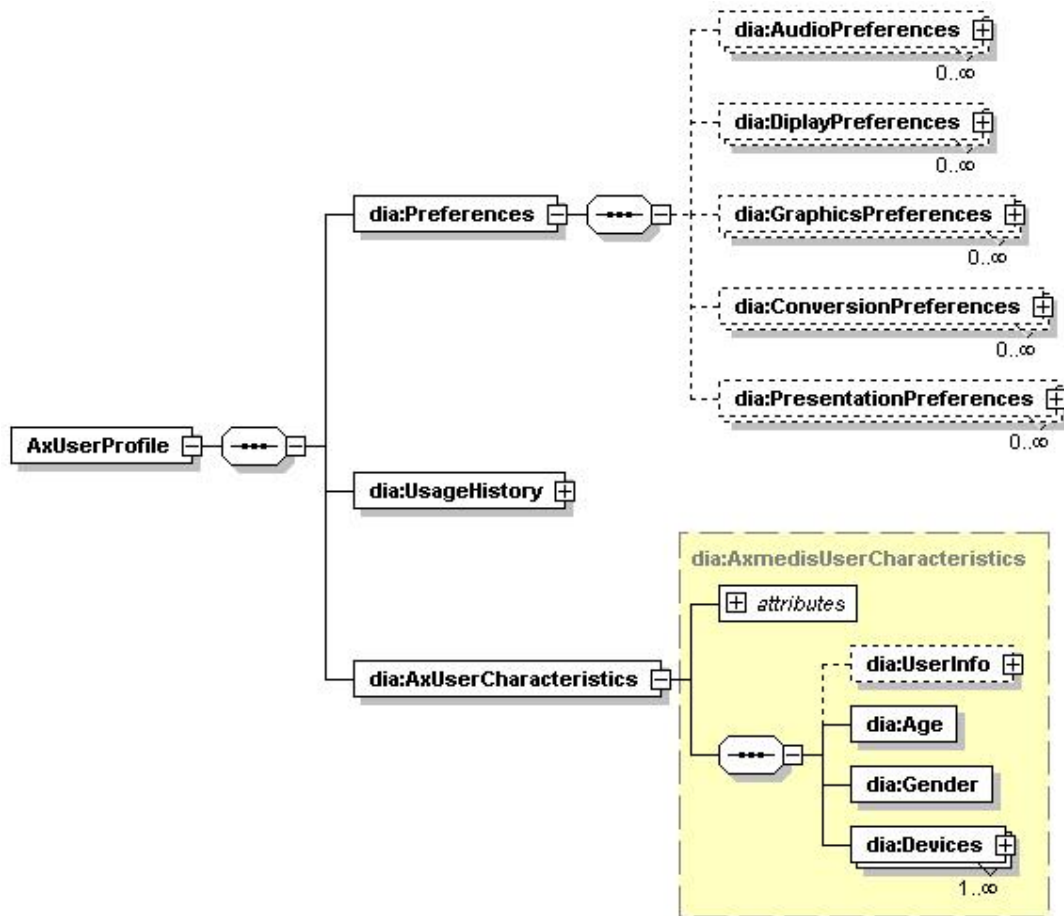 dia:AudioPreferences
0..∞
dia:DiplayPreferences
0..∞
dia:Preferences
dia:GraphicsPreferences
0..∞
dia:ConversionPreferences
0..∞
dia:PresentationPreferences
0..∞
AxUserProfile
dia:UsageHistory
dia:AxmedisUserCharacteristics
attributes
dia:AxUserCharacteristics
dia:UserInfo
dia:Age
dia:Gender
dia:Devices
1..∞